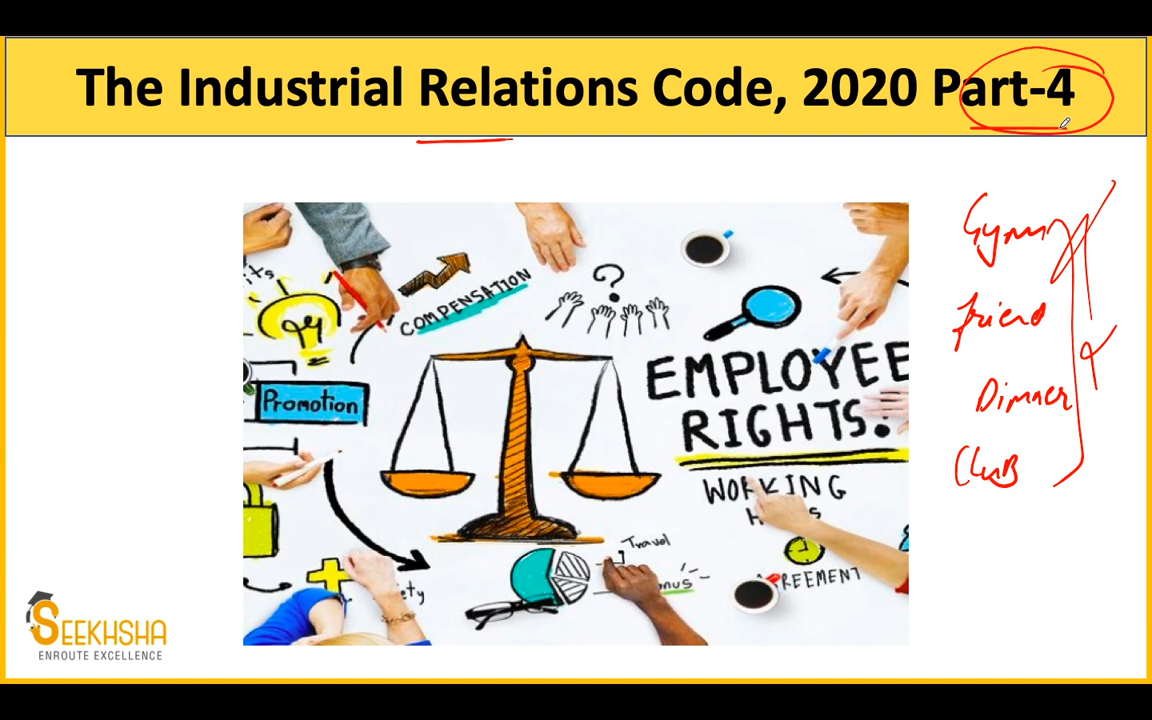 The Industrial Relations Code, 2020 Part-4
Gym
friend
Dinner
Club
COMPENSATION
?
Promotion
EMPLOYEE
RIGHTS!
WORKING
Travel
SEEKHSHA
ENROUTE EXCELLENCE